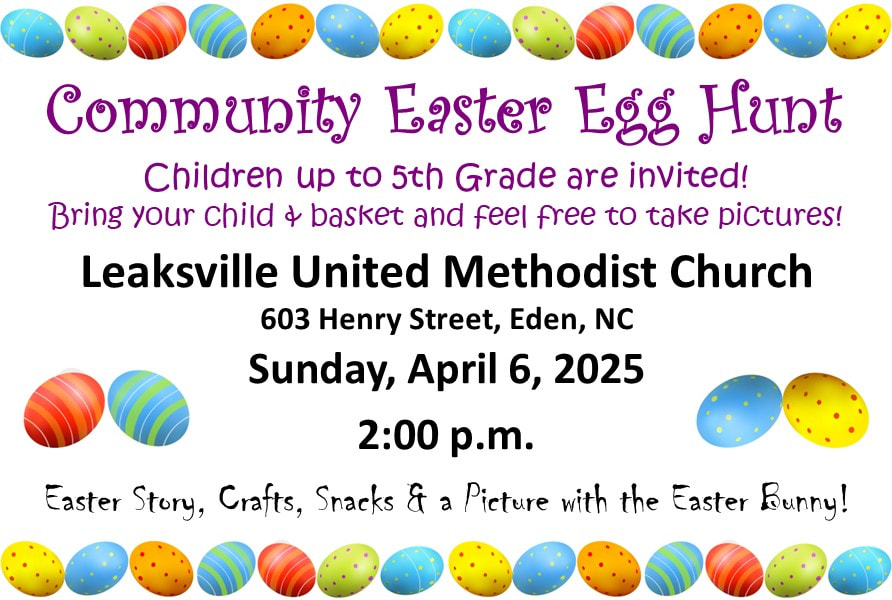 Community Easter Egg Hunt
Children up to 5th Grade are invited!
Bring your child & basket and feel free to take pictures!
Leaksville United Methodist Church
603 Henry Street, Eden, NC
Sunday, April 6, 2025
2:00 p.m.
Easter Story, Crafts, Snacks & a Picture with the Easter Bunny!